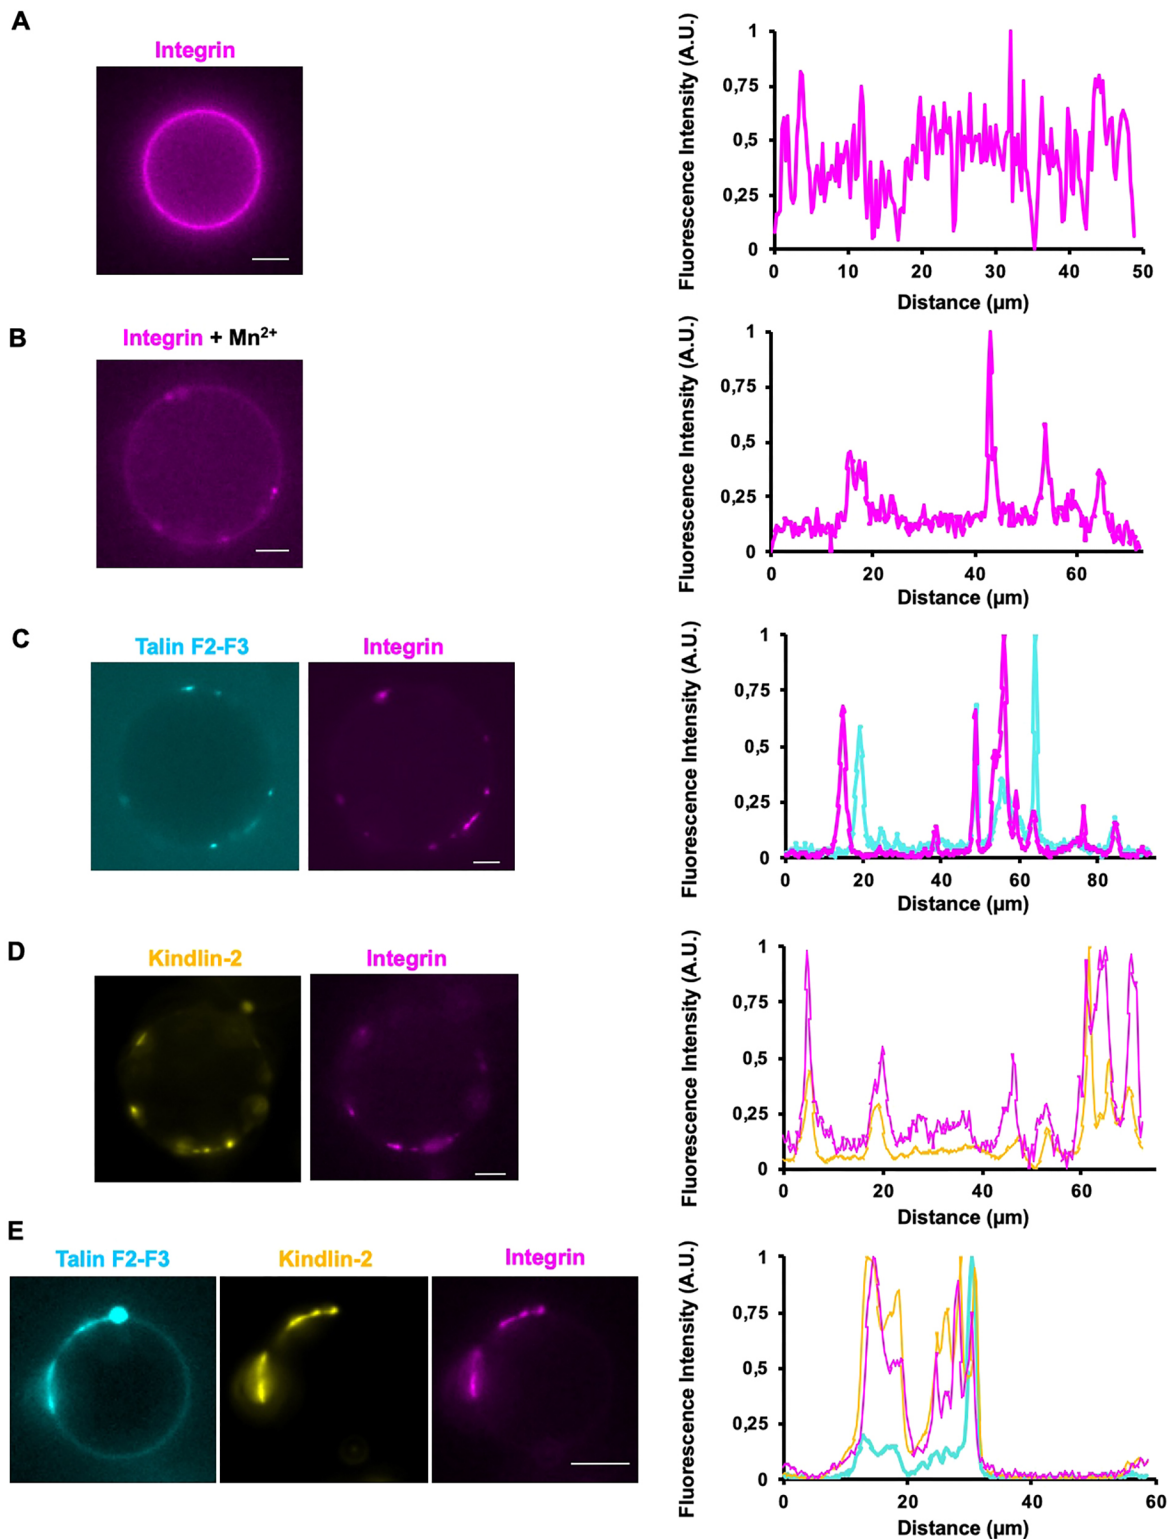 A
Integrin
Fluorescence Intensity (A.U.)
1
0,75
0,5
0,25
0
0 10 20 30 40 50
Distance (µm)
B
Integrin + Mn²⁺
Fluorescence Intensity (A.U.)
1
0,75
0,5
0,25
0
0 20 40 60
Distance (µm)
C
Talin F2-F3 Integrin
Fluorescence Intensity (A.U.)
1
0,75
0,5
0,25
0
0 20 40 60 80
Distance (µm)
D
Kindlin-2 Integrin
Fluorescence Intensity (A.U.)
1
0,75
0,5
0,25
0
0 20 40 60
Distance (µm)
E
Talin F2-F3 Kindlin-2 Integrin
Fluorescence Intensity (A.U.)
1
0,75
0,5
0,25
0
0 20 40 60
Distance (µm)